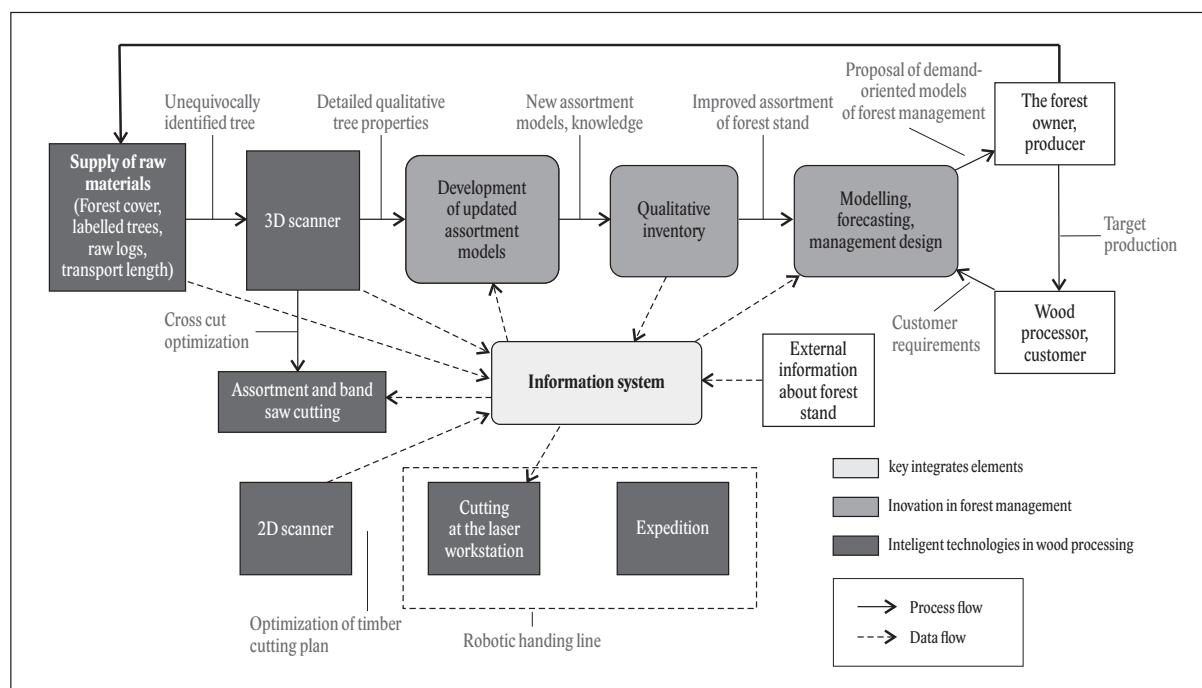 Unequivocally
identified tree
Detailed qualitative
tree properties
New assortment
models, knowledge
Improved assortment
of forest stand
Proposal of demand-
oriented models
of forest management
The forest
owner,
producer
Supply of raw
materials
(Forest cover,
labelled trees,
raw logs,
transport length)
3D scanner
Development
of updated
assortment
models
Qualitative
inventory
Modelling,
forecasting,
management design
Target
production
Cross cut
optimization
Customer
requirements
Wood
processor,
customer
Assortment and band
saw cutting
Information system
External
information
about forest
stand
2D scanner
Cutting
at the laser
workstation
Expedition
Optimization of timber
cutting plan
Robotic handing line
key integrates elements
Inovation in forest management
Inteligent technologies in wood processing
Process flow
Data flow